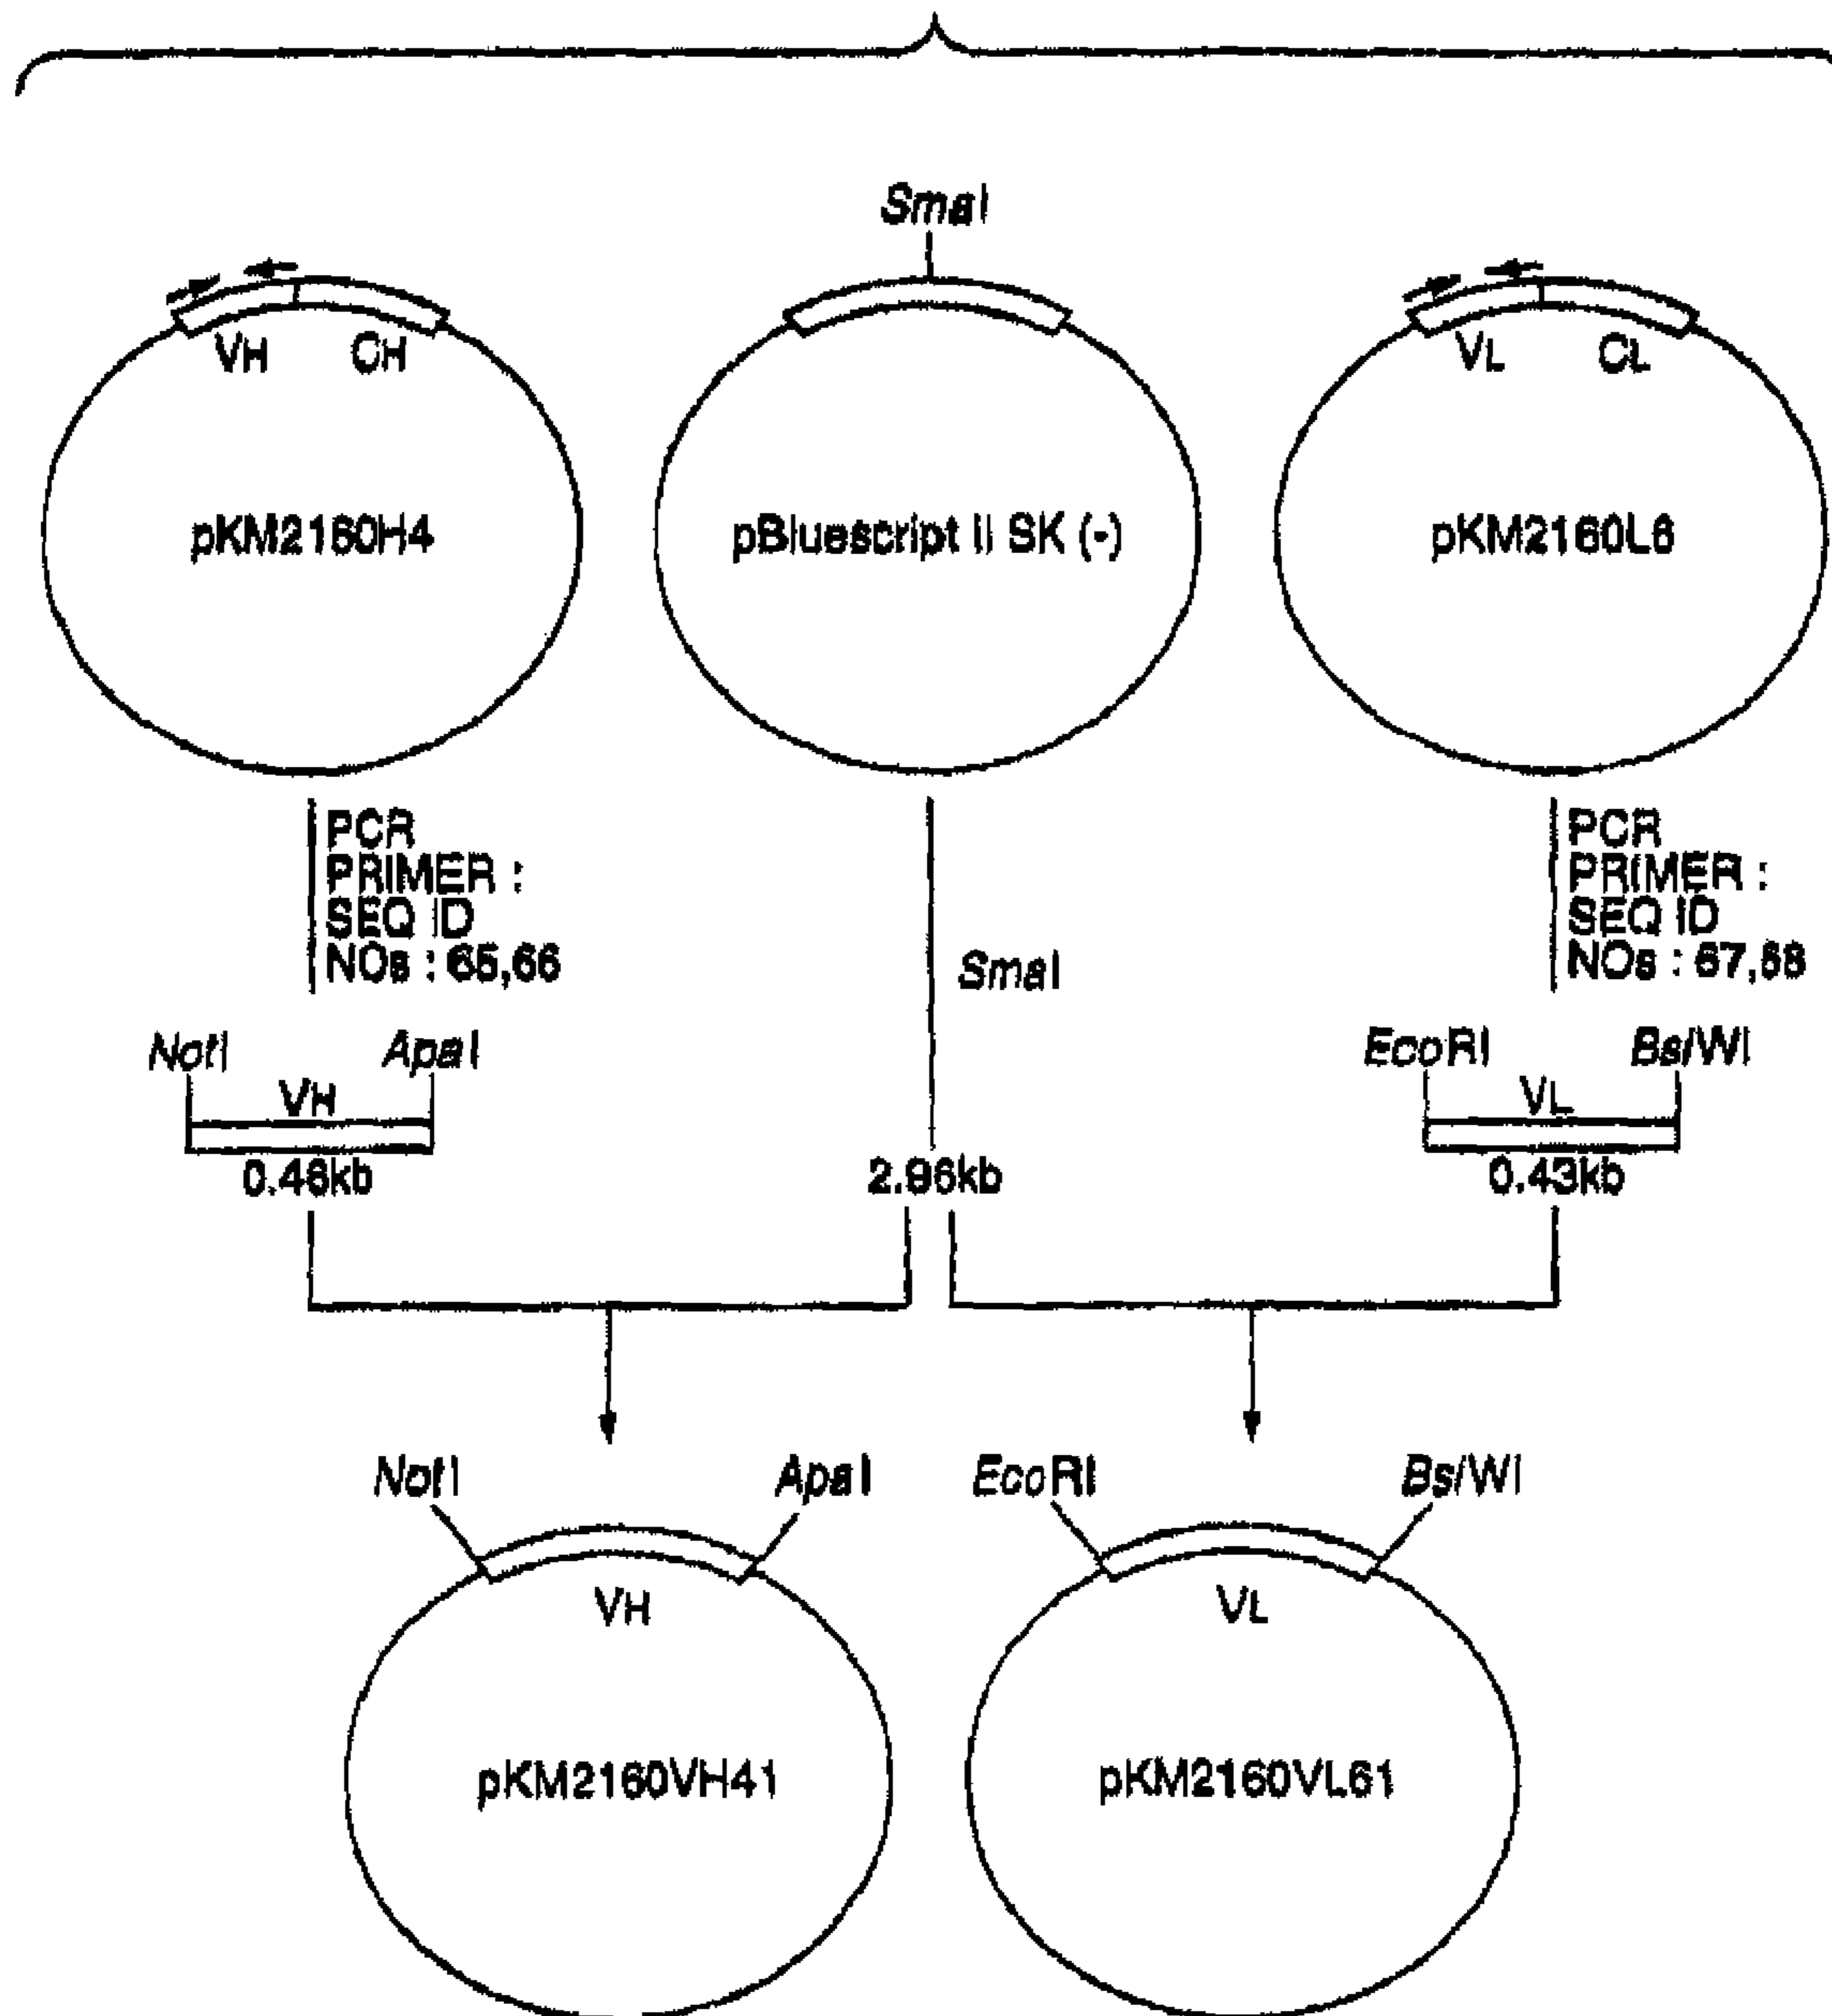 SmaI
VH CH
VL CL
pKM2160H4
pBluescript II SK (-)
pKM2160L6
PCR
PRIMER :
SEQ ID
NOs : 65,66
SmaI
PCR
PRIMER :
SEQ ID
NOs : 67,68
NotI ApaI
VH
0.46kb
2.96kb
EcoRI BsiWI
VL
0.43kb
NotI ApaI
VH
pKM2160VH41
EcoRI BsiWI
VL
pKM2160VL61